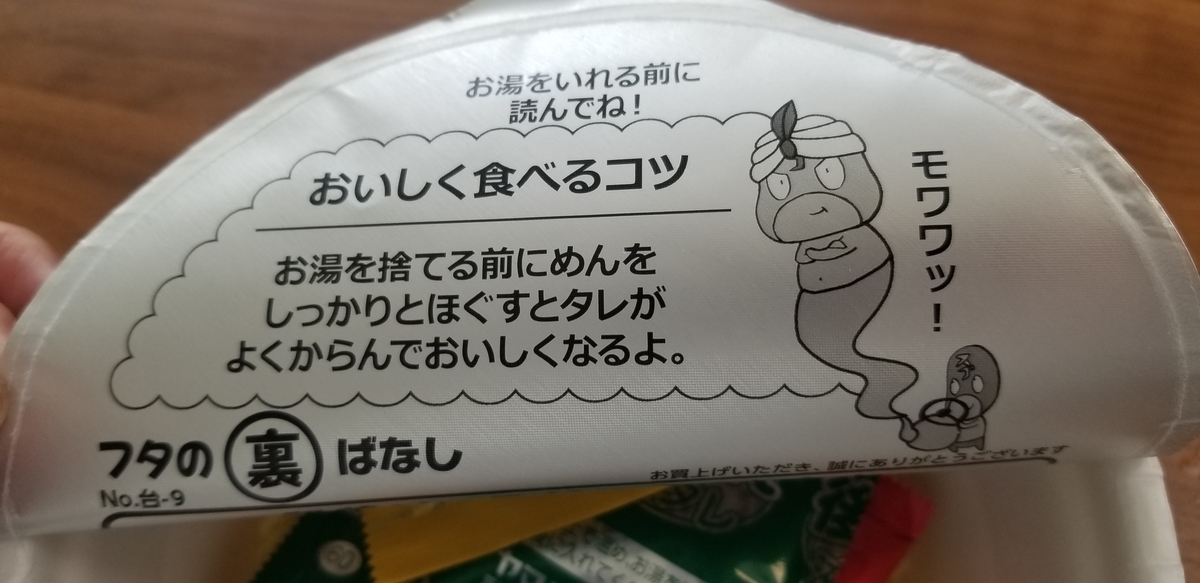 お湯をいれる前に
読んでね！
おいしく食べるコツ
お湯を捨てる前にめんを
しっかりとほぐすとタレが
よくからんでおいしくなるよ。
モワワッ！
フタの裏ばなし
No.台-9
お買上げいただき、誠にありがとうございます